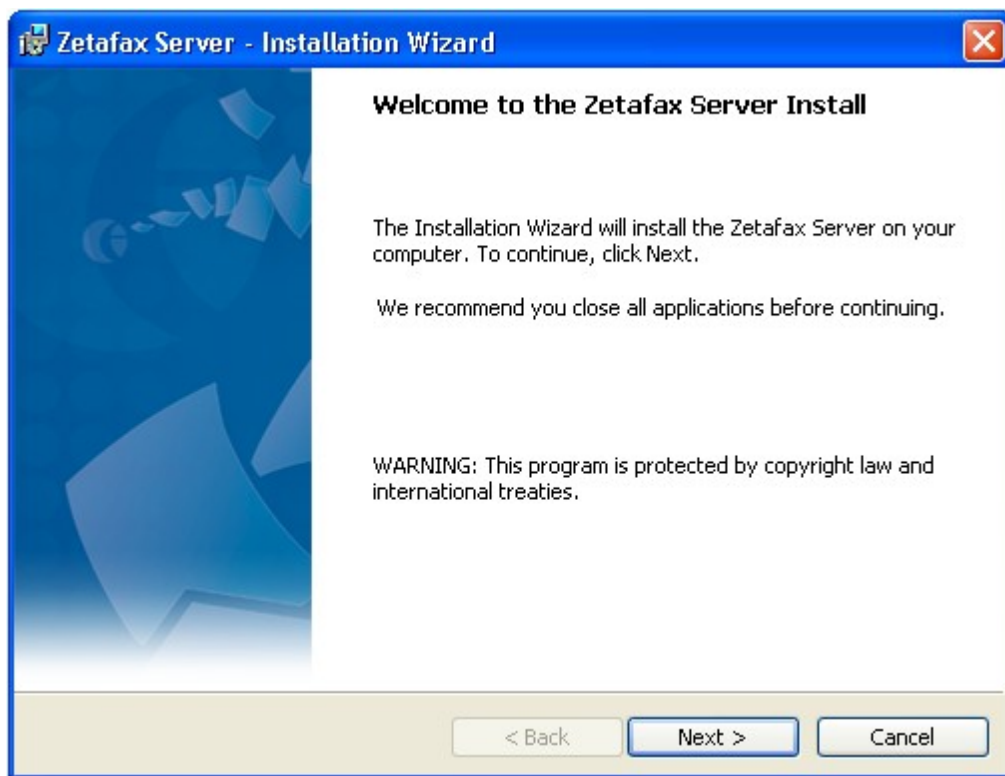 Zetafax Server - Installation Wizard
Welcome to the Zetafax Server Install
The Installation Wizard will install the Zetafax Server on your
computer. To continue, click Next.
We recommend you close all applications before continuing.
WARNING: This program is protected by copyright law and
international treaties.
< Back Next > Cancel